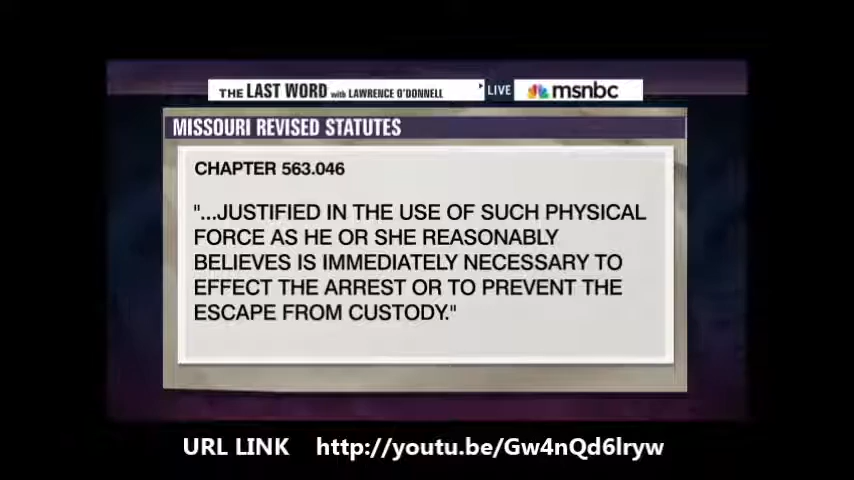 THE LAST WORD with LAWRENCE O'DONNELL LIVE msnbc
MISSOURI REVISED STATUTES
CHAPTER 563.046
"...JUSTIFIED IN THE USE OF SUCH PHYSICAL
FORCE AS HE OR SHE REASONABLY
BELIEVES IS IMMEDIATELY NECESSARY TO
EFFECT THE ARREST OR TO PREVENT THE
ESCAPE FROM CUSTODY."
URL LINK http://youtu.be/Gw4nQd6lryw